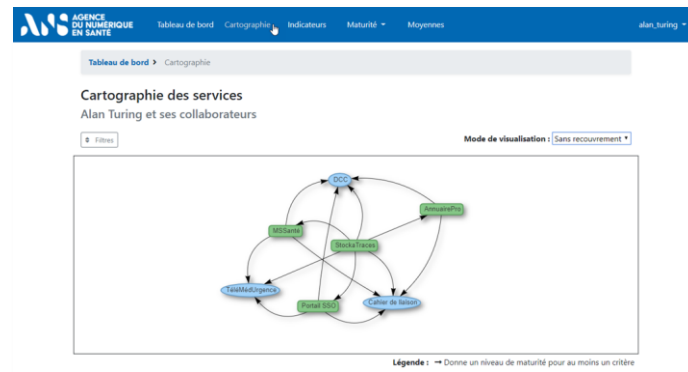 AGENCE
DU NUMÉRIQUE
EN SANTÉ
Tableau de bord Cartographie Indicateurs Maturité Moyennes alan_turing
Tableau de bord > Cartographie
Cartographie des services
Alan Turing et ses collaborateurs
Filtres
Mode de visualisation : Sans recouvrement
DCC
AnnuairePro
MSSanté
StockaTraces
TéléMédUrgence
Portail SSO
Cahier de liaison
Légende : → Donne un niveau de maturité pour au moins un critère